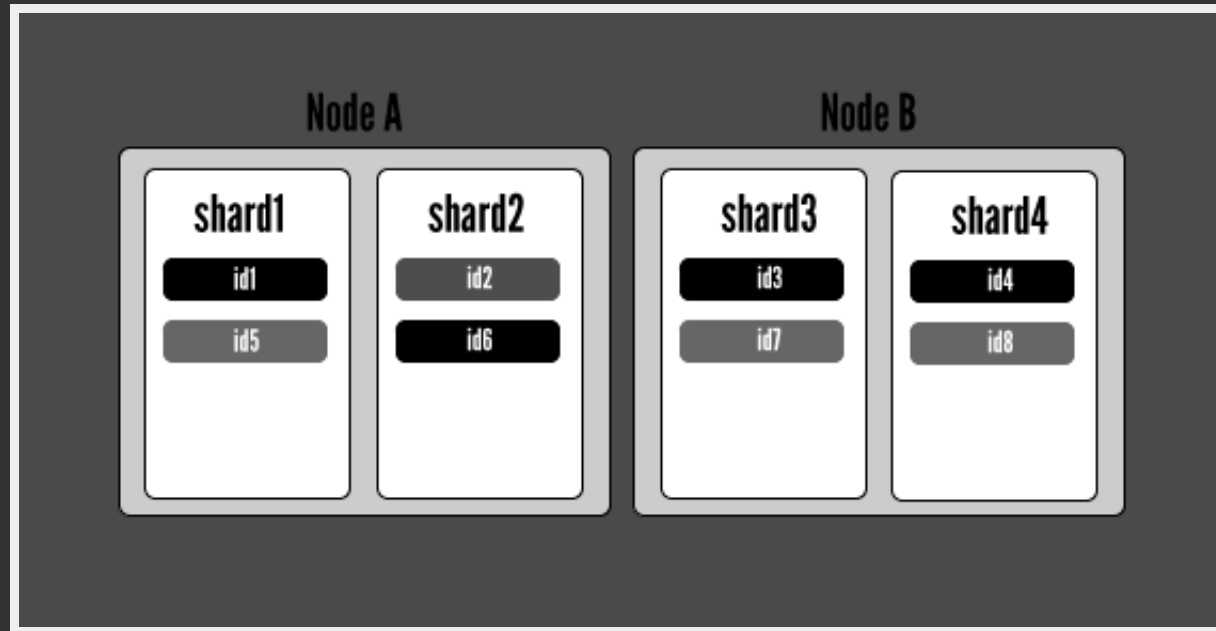 Node A
Node B
shard1
id1
id5
shard2
id2
id6
shard3
id3
id7
shard4
id4
id8